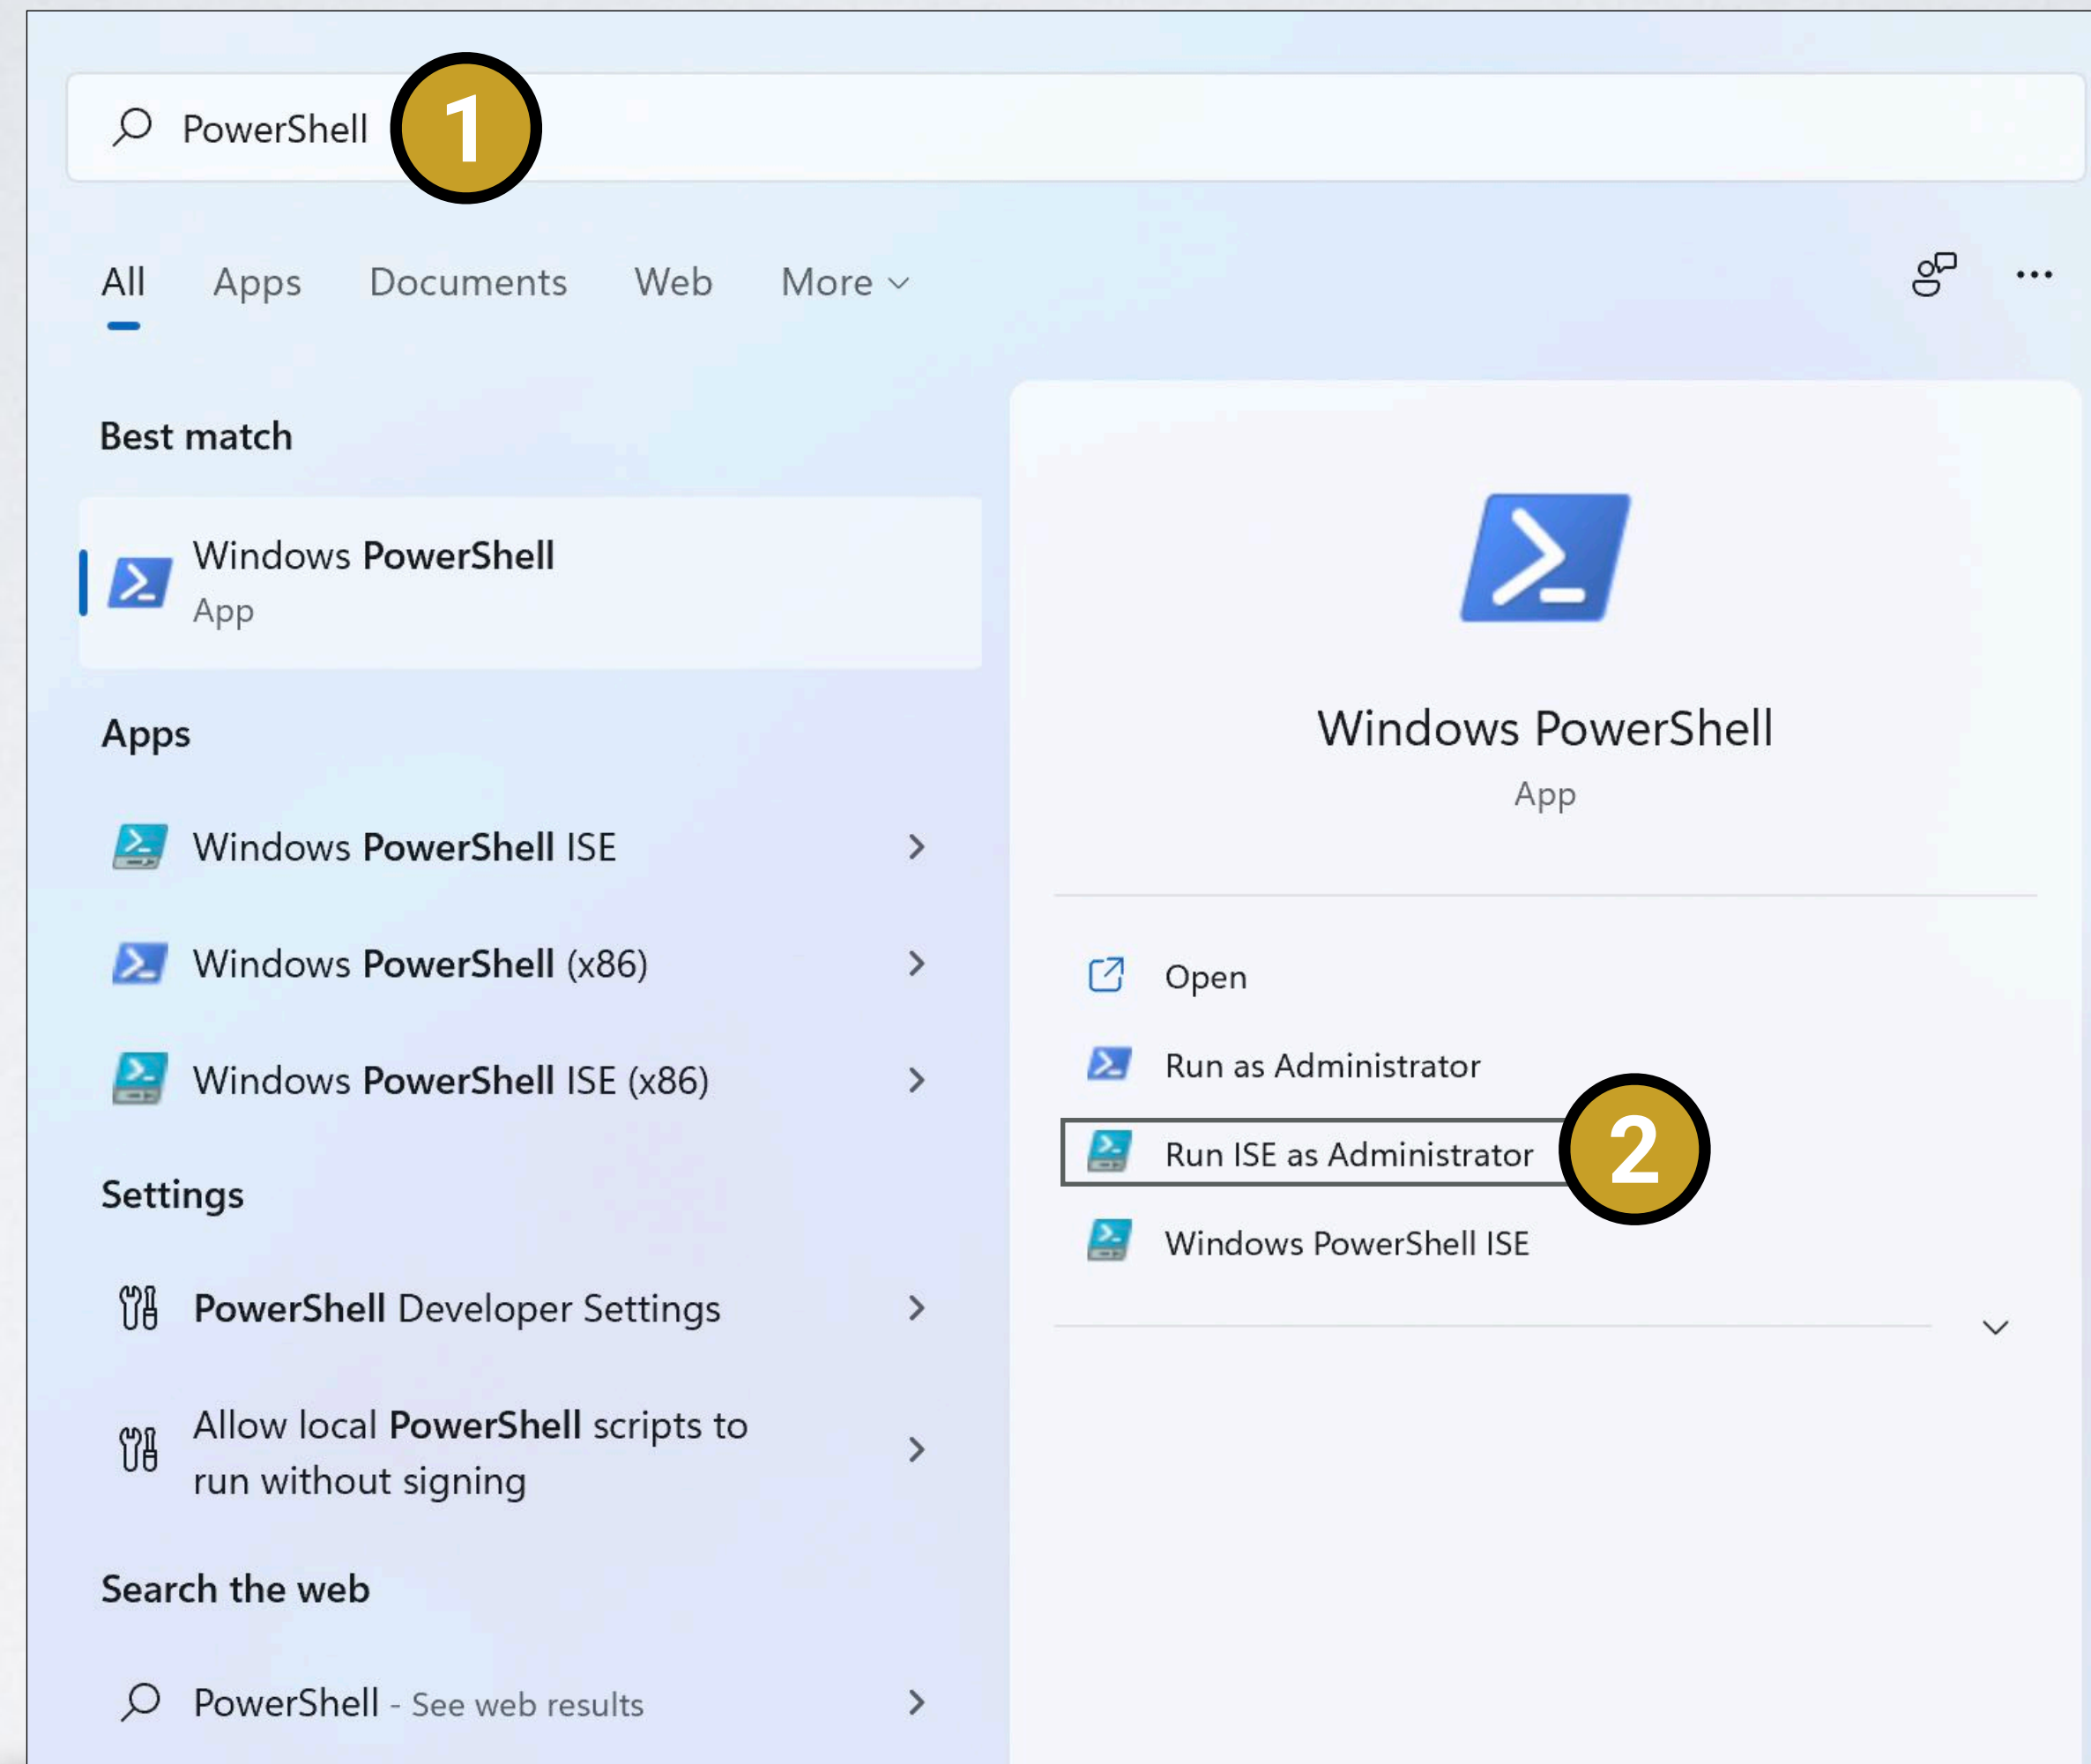 PowerShell
1
All Apps Documents Web More
Best match
Windows PowerShell
App
Apps
Windows PowerShell ISE
Windows PowerShell (x86)
Windows PowerShell ISE (x86)
Settings
PowerShell Developer Settings
Allow local PowerShell scripts to
run without signing
Search the web
PowerShell - See web results
Windows PowerShell
App
Open
Run as Administrator
Run ISE as Administrator
2
Windows PowerShell ISE